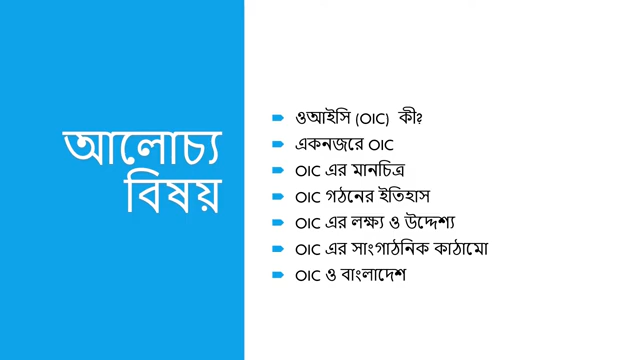 আলোচ্য
বিষয়
ওআইসি (OIC) কী?
একনজরে OIC
OIC এর মানচিত্র
OIC গঠনের ইতিহাস
OIC এর লক্ষ্য ও উদ্দেশ্য
OIC এর সাংগাঠনিক কাঠামো
OIC ও বাংলাদেশ